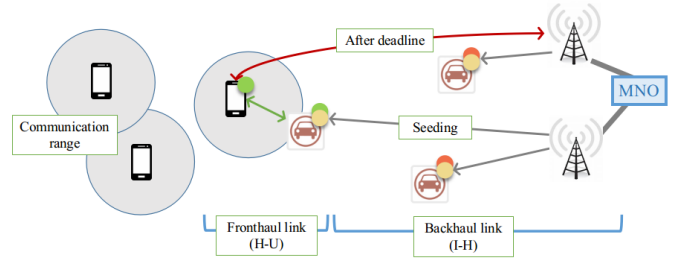 After deadline
MNO
Communication
range
Seeding
Fronthaul link
(H-U)
Backhaul link
(I-H)